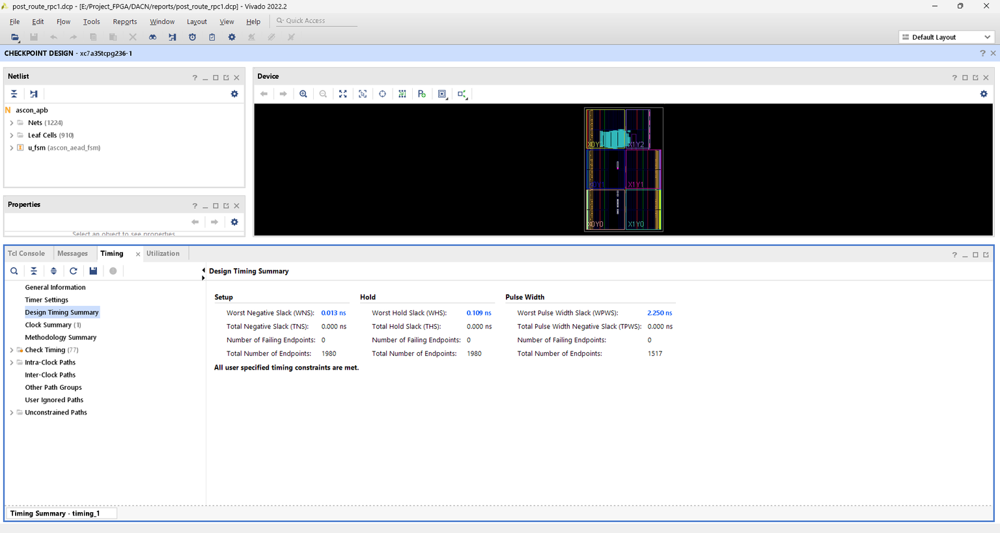 post_route_rpc1.dcp - [E:/Project_FPGA/DACN/reports/post_route_rpc1.dcp] - Vivado 2022.2
File Edit Flow Tools Reports Window Layout View Help Quick Access
Default Layout
CHECKPOINT DESIGN - xc7a35tcpg236-1
Netlist
N ascon_apb
Nets (1224)
Leaf Cells (910)
u_fsm (ascon_aead_fsm)
Properties
Select an object to see properties
Device
X0Y2 X1Y2
X0Y1 X1Y1
X0Y0 X1Y0
Tcl Console Messages Timing Utilization
General Information
Timer Settings
Design Timing Summary
Clock Summary (1)
Methodology Summary
Check Timing (77)
Intra-Clock Paths
Inter-Clock Paths
Other Path Groups
User Ignored Paths
Unconstrained Paths
Design Timing Summary
Setup Hold Pulse Width
Worst Negative Slack (WNS): 0.013 ns Worst Hold Slack (WHS): 0.109 ns Worst Pulse Width Slack (WPWS): 2.250 ns
Total Negative Slack (TNS): 0.000 ns Total Hold Slack (THS): 0.000 ns Total Pulse Width Negative Slack (TPWS): 0.000 ns
Number of Failing Endpoints: 0 Number of Failing Endpoints: 0 Number of Failing Endpoints: 0
Total Number of Endpoints: 1980 Total Number of Endpoints: 1980 Total Number of Endpoints: 1517
All user specified timing constraints are met.
Timing Summary - timing_1